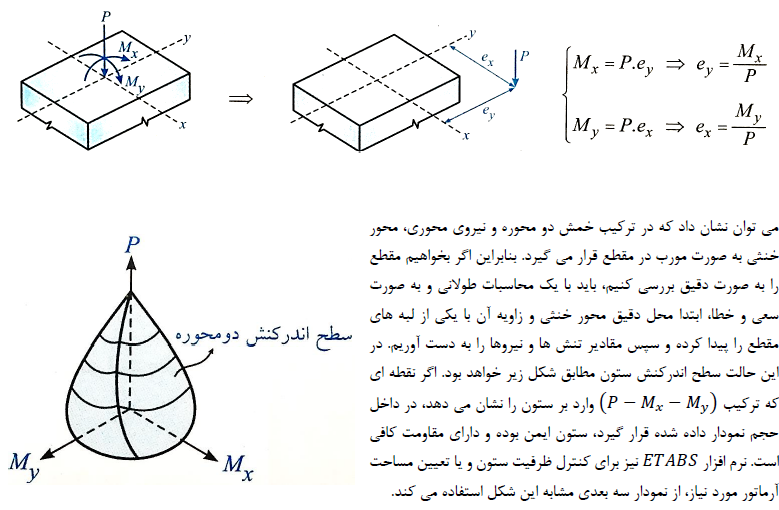 P
Mx
My
y
x
⇒
y
ex
P
ey
x
Mx = P.ey ⇒ ey = Mx/P
My = P.ex ⇒ ex = My/P
می توان نشان داد که در ترکیب خمش دو محوره و نیروی محوری، محور
خنثی به صورت مورب در مقطع قرار می گیرد. بنابراین اگر بخواهیم مقطع
را به صورت دقیق بررسی کنیم، باید با یک محاسبات طولانی و به صورت
سعی و خطا، ابتدا محل دقیق محور خنثی و زاویه آن با یکی از لبه های
مقطع را پیدا کرده و سپس مقادیر تنش ها و نیروها را به دست آوریم. در
این حالت سطح اندرکنش ستون مطابق شکل زیر خواهد بود. اگر نقطه ای
که ترکیب (P − Mx − My) وارد بر ستون را نشان می دهد، در داخل
حجم نمودار داده شده قرار گیرد، ستون ایمن بوده و دارای مقاومت کافی
است. نرم افزار ETABS نیز برای کنترل ظرفیت ستون و یا تعیین مساحت
آرماتور مورد نیاز، از نمودار سه بعدی مشابه این شکل استفاده می کند.
P
سطح اندرکنش دومحوره
My
Mx